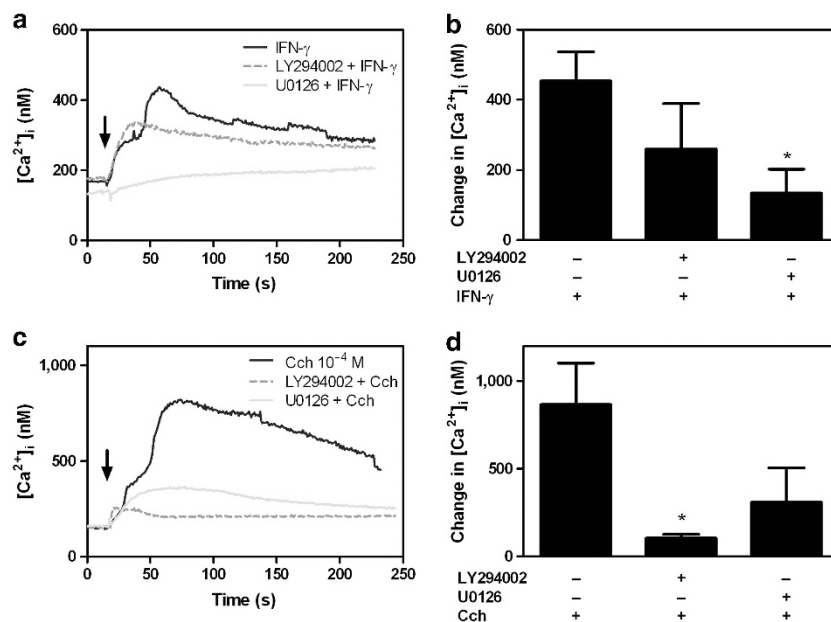 a
600
400
200
0
[Ca²⁺]ᵢ (nM)
IFN-γ
LY294002 + IFN-γ
U0126 + IFN-γ
0 50 100 150 200 250
Time (s)
b
600
400
200
0
Change in [Ca²⁺]ᵢ (nM)
*
LY294002 – + –
U0126 – – +
IFN-γ + + +
c
1,000
500
0
[Ca²⁺]ᵢ (nM)
Cch 10⁻⁴ M
LY294002 + Cch
U0126 + Cch
0 50 100 150 200 250
Time (s)
d
1,000
500
0
Change in [Ca²⁺]ᵢ (nM)
*
LY294002 – + –
U0126 – – +
Cch + + +